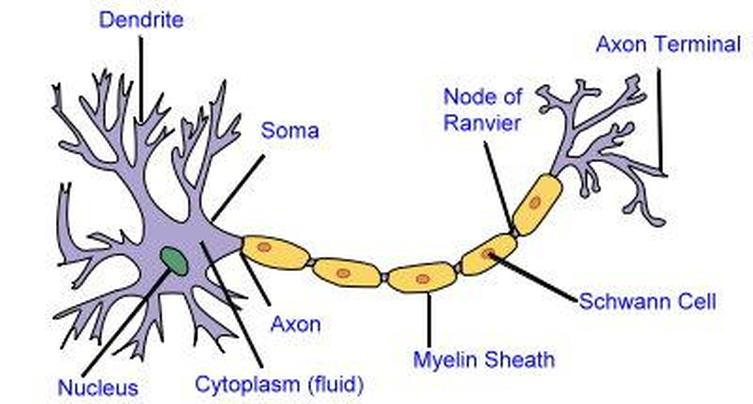 Dendrite
Axon Terminal
Node of
Ranvier
Soma
Schwann Cell
Axon
Myelin Sheath
Nucleus
Cytoplasm (fluid)